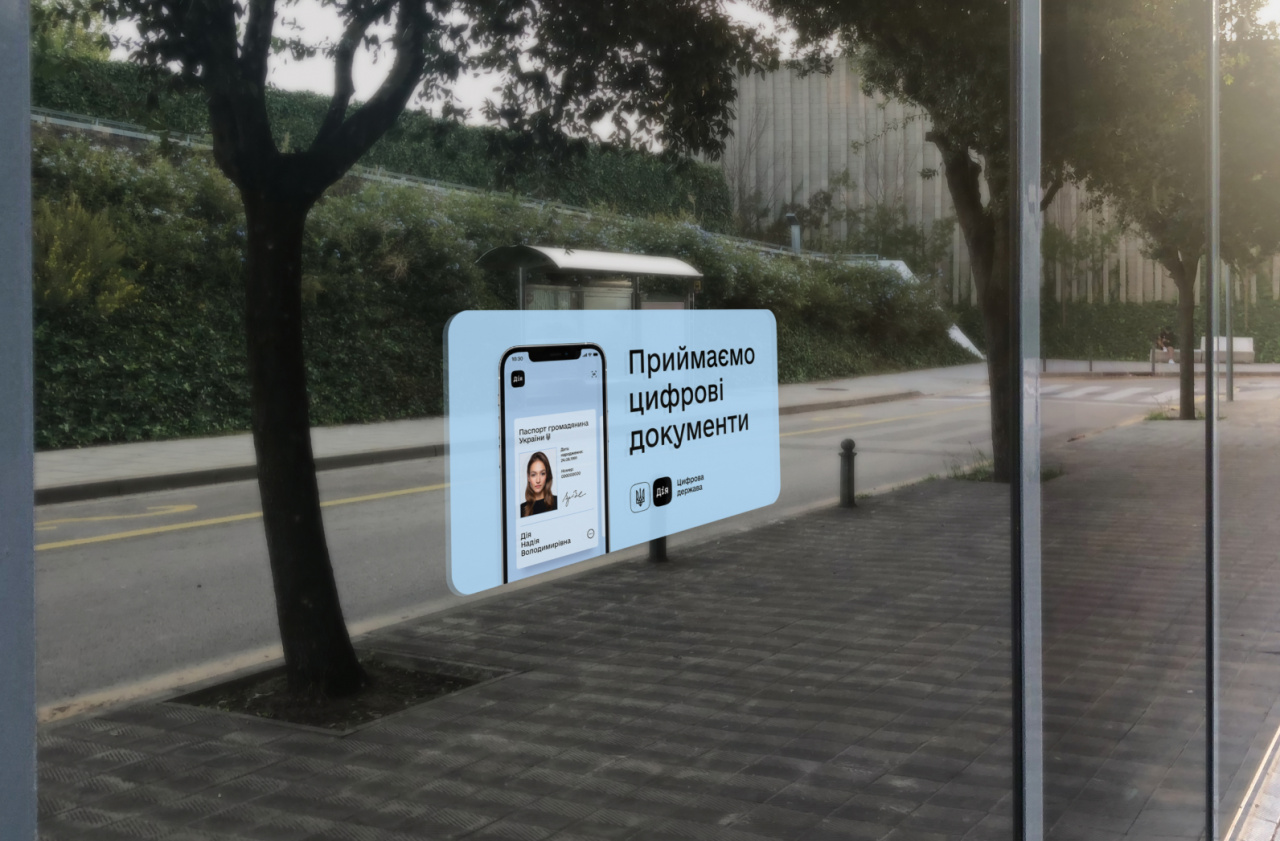 Приймаємо
цифрові
документи
Дія
Паспорт громадянина
України
Дата
народження:
Номер:
Дія
Надія
Володимирівна
Дія
Цифрова
держава